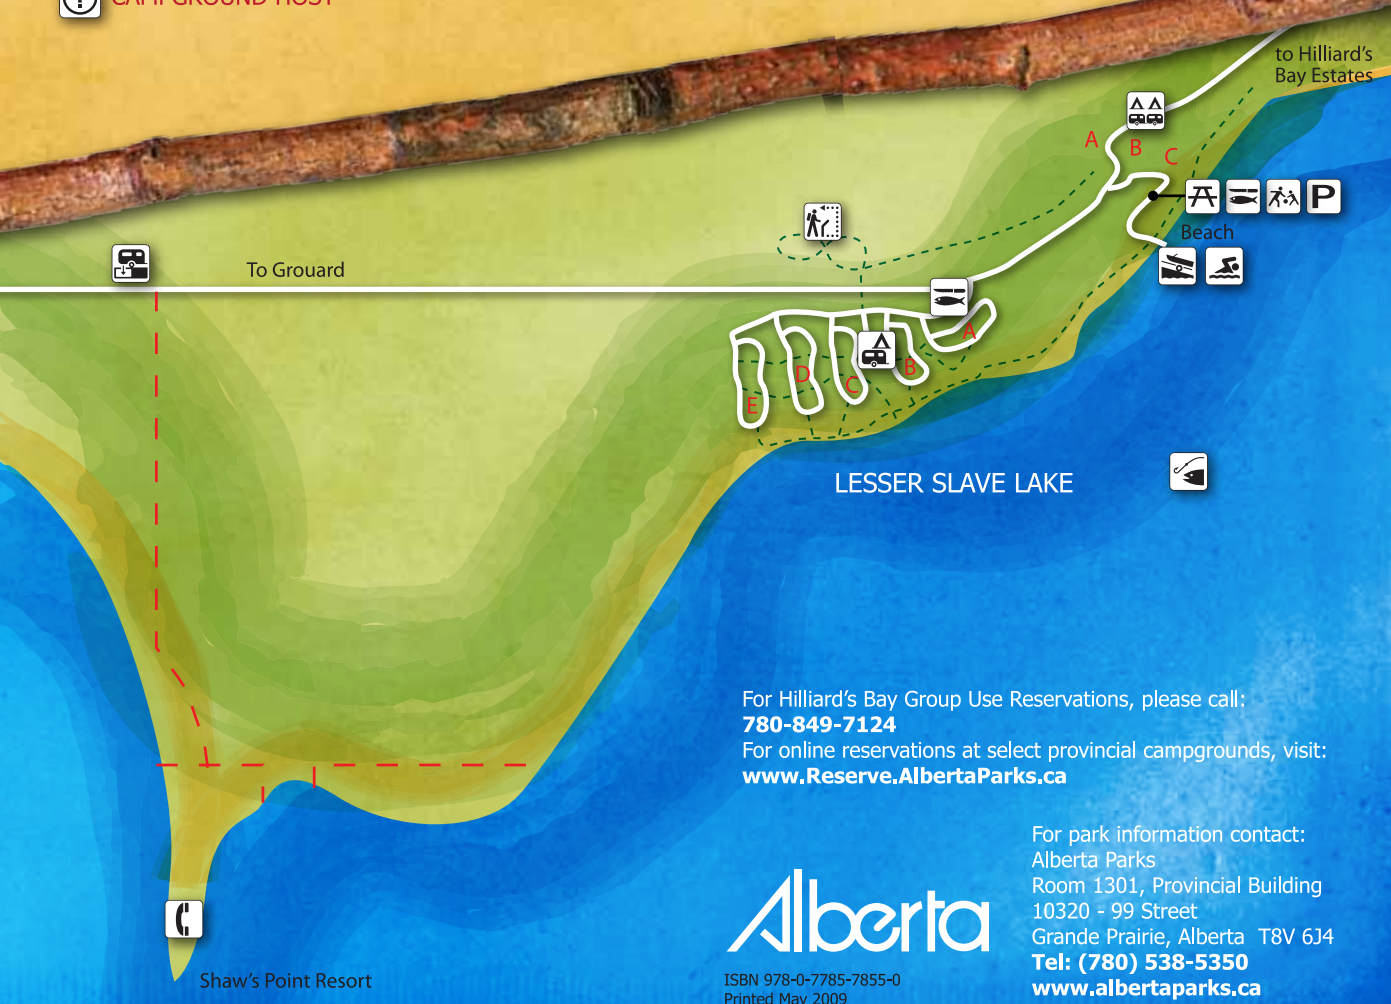 CAMPGROUND HOST
to Hilliard's
Bay Estates
A
B
C
P
Beach
To Grouard
A
B
C
D
E
LESSER SLAVE LAKE
For Hilliard's Bay Group Use Reservations, please call:
780-849-7124
For online reservations at select provincial campgrounds, visit:
www.Reserve.AlbertaParks.ca
For park information contact:
Alberta Parks
Room 1301, Provincial Building
10320 - 99 Street
Grande Prairie, Alberta T8V 6J4
Tel: (780) 538-5350
www.albertaparks.ca
Alberta
ISBN 978-0-7785-7855-0
Printed May 2009
Shaw's Point Resort